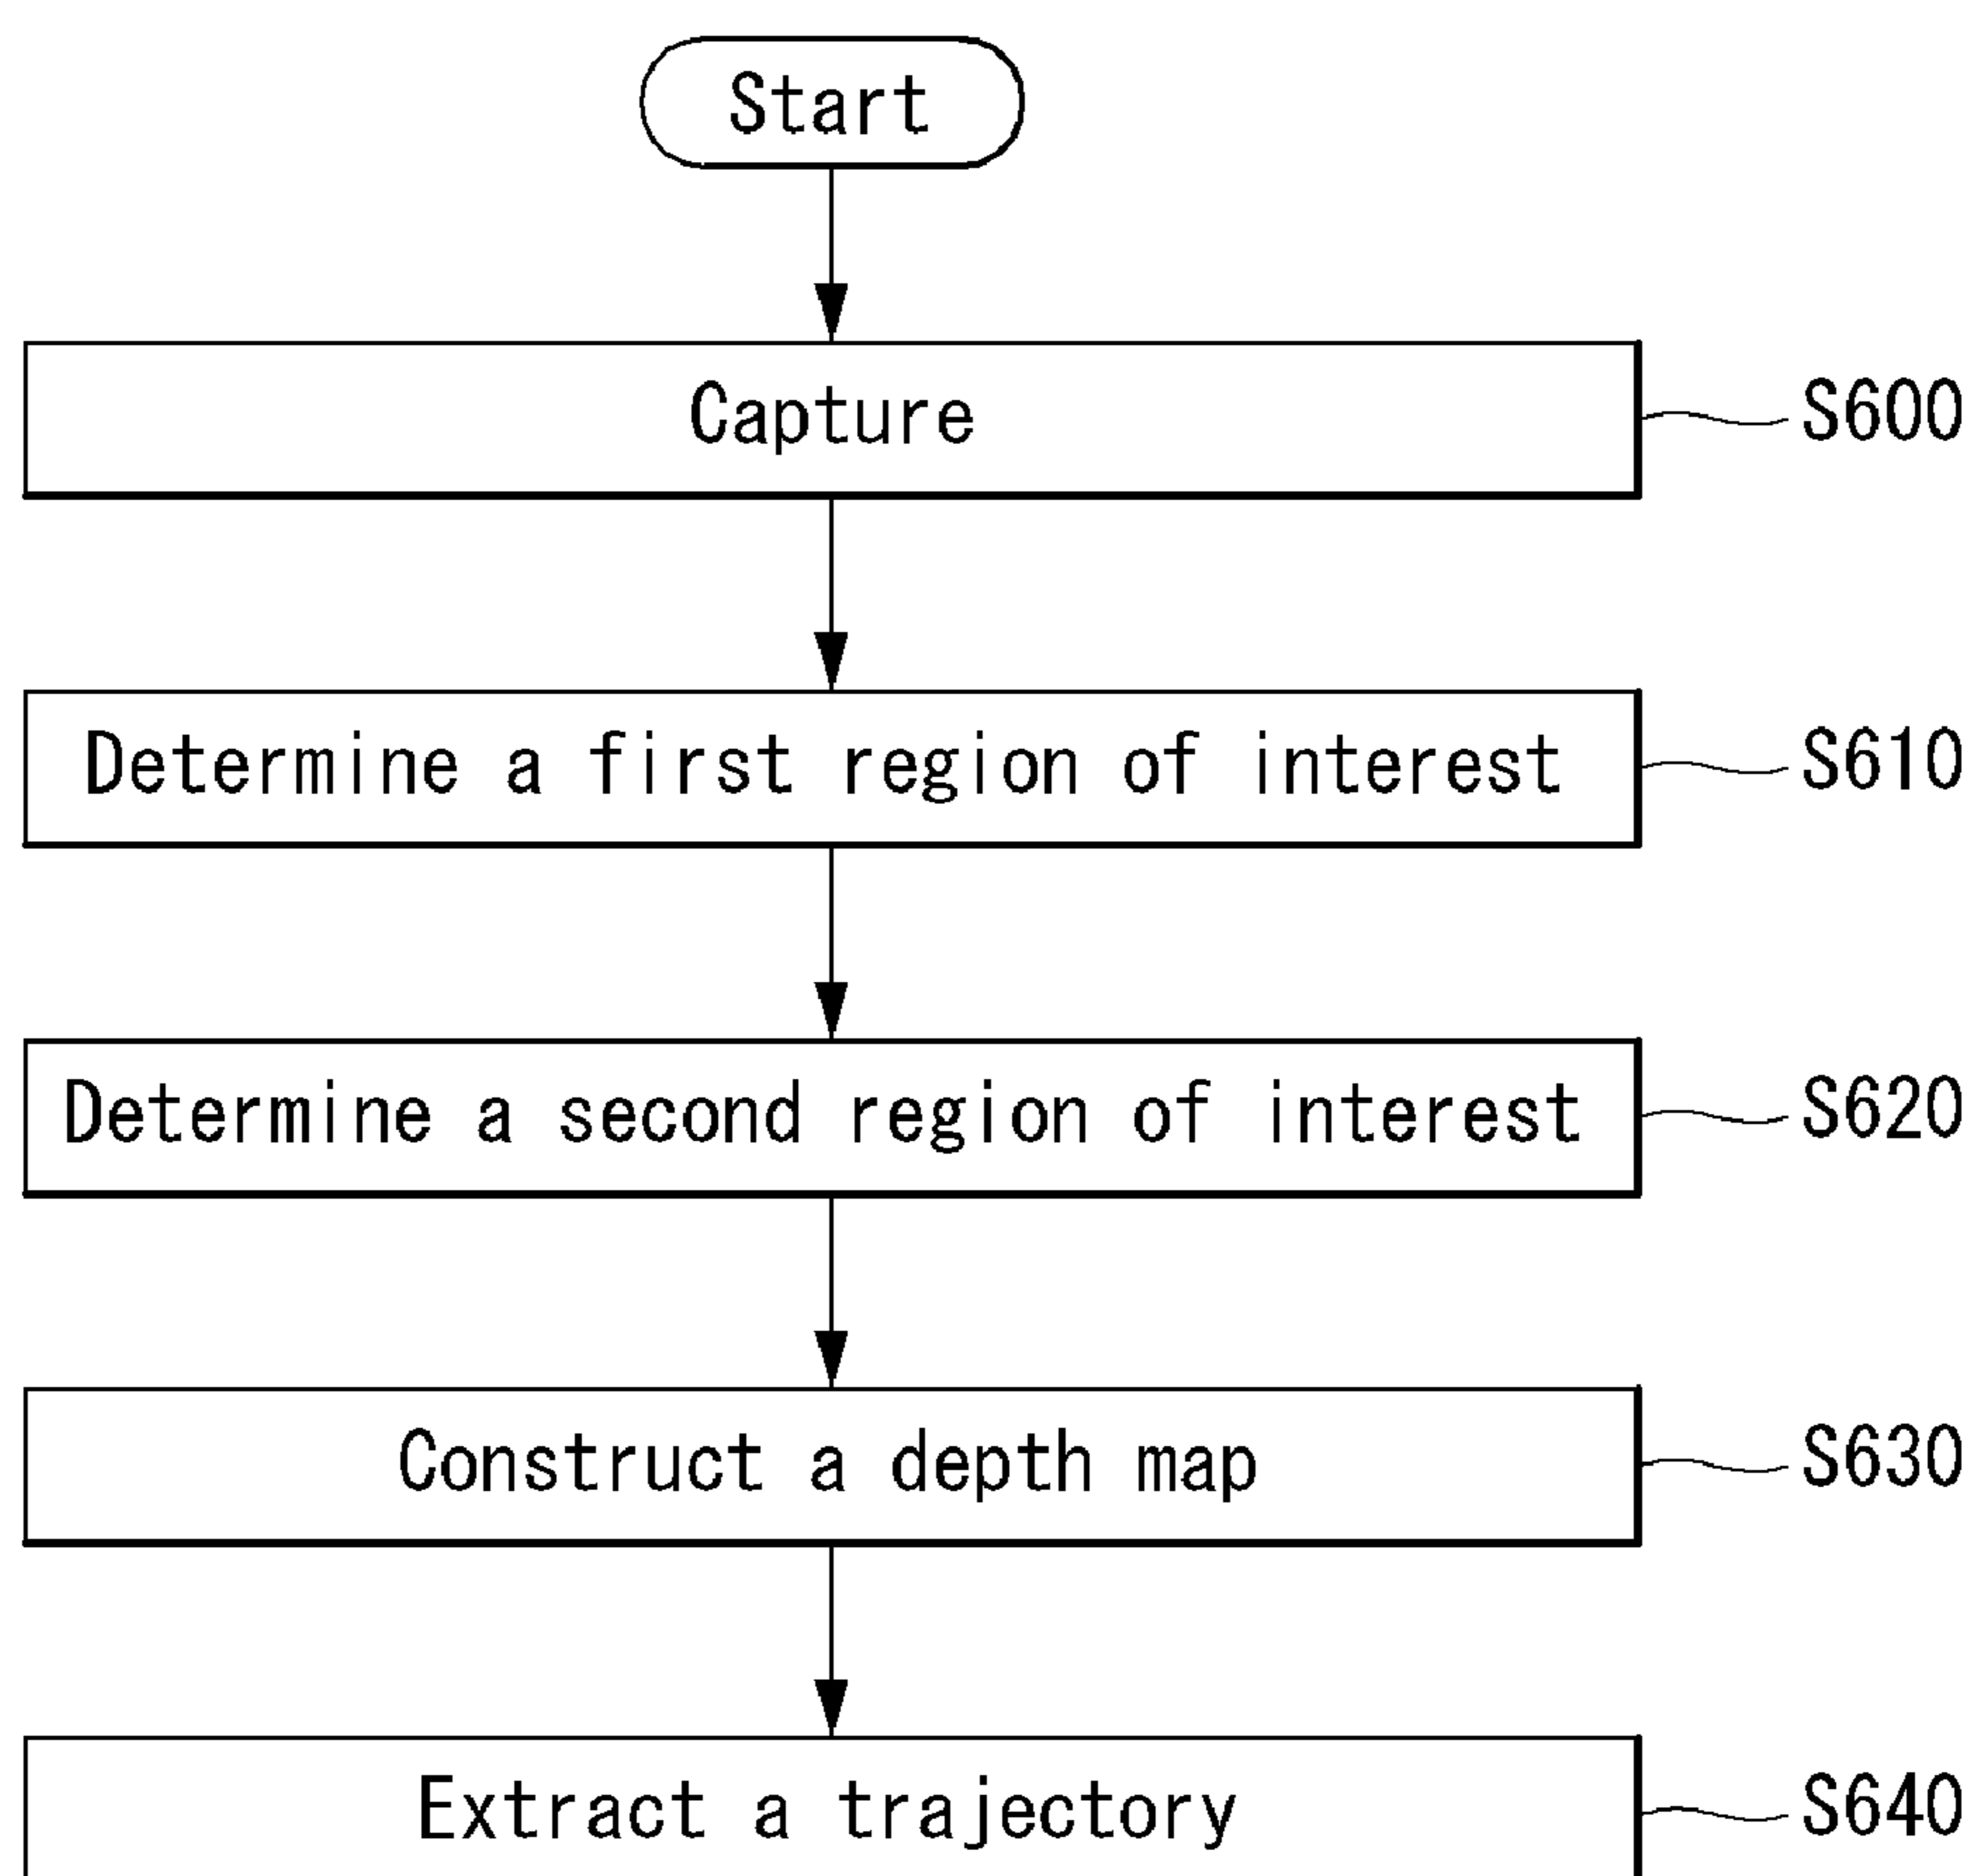 Start
Capture
S600
Determine a first region of interest
S610
Determine a second region of interest
S620
Construct a depth map
S630
Extract a trajectory
S640